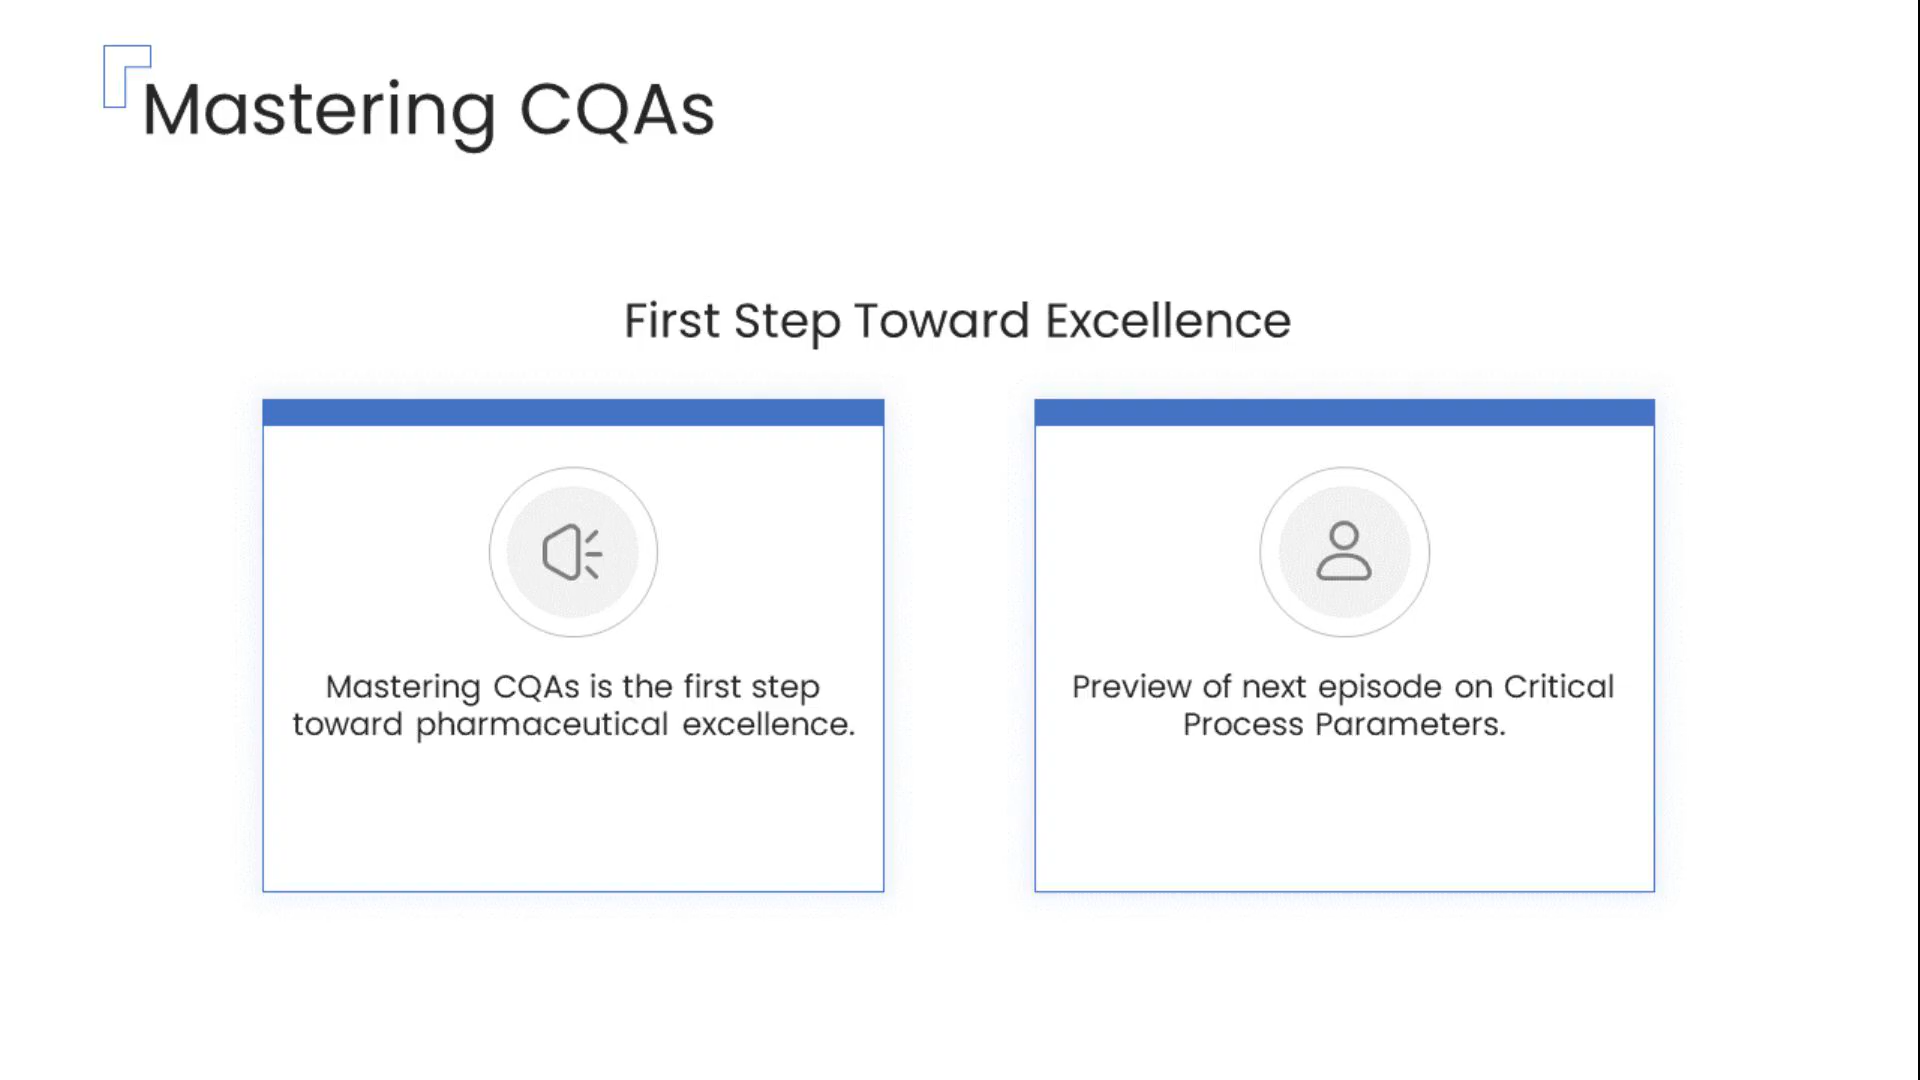 Mastering CQAs
First Step Toward Excellence
Mastering CQAs is the first step
toward pharmaceutical excellence.
Preview of next episode on Critical
Process Parameters.